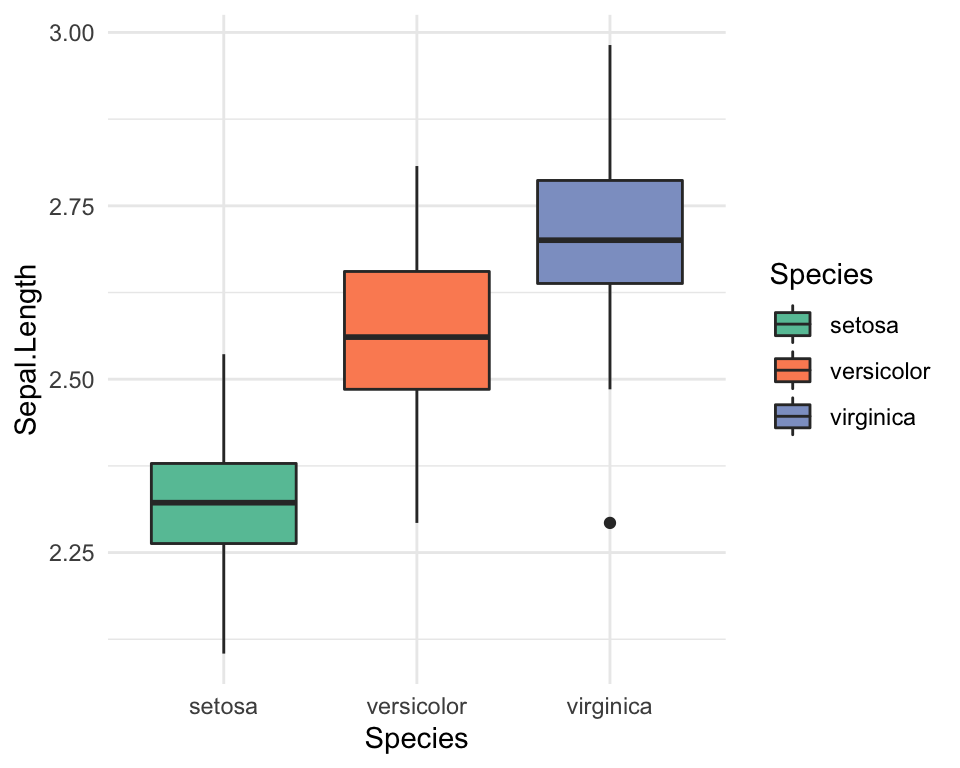 3.00
2.75
2.50
2.25
Sepal.Length
setosa
versicolor
virginica
Species
Species
setosa
versicolor
virginica